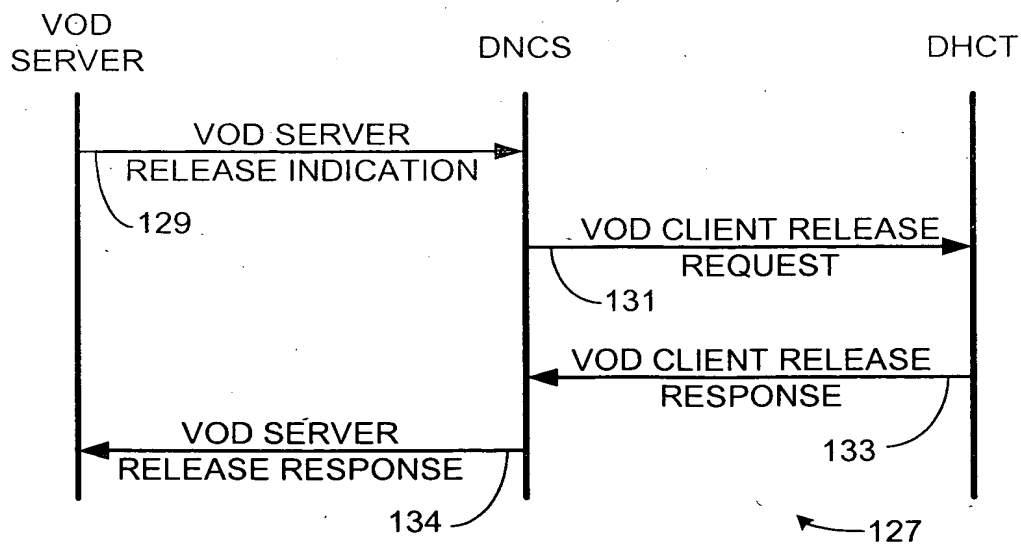 VOD
SERVER
DNCS
DHCT
VOD SERVER
RELEASE INDICATION
129
VOD CLIENT RELEASE
REQUEST
131
VOD CLIENT RELEASE
RESPONSE
133
VOD SERVER
RELEASE RESPONSE
134
127